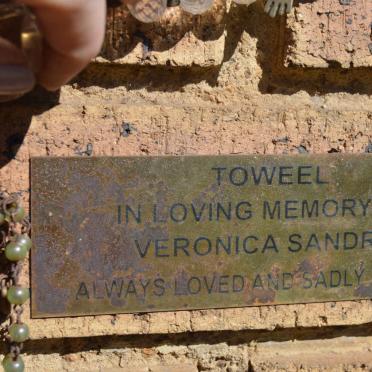 TOWEEL
IN LOVING MEMORY
VERONICA SANDR
ALWAYS LOVED AND SADLY